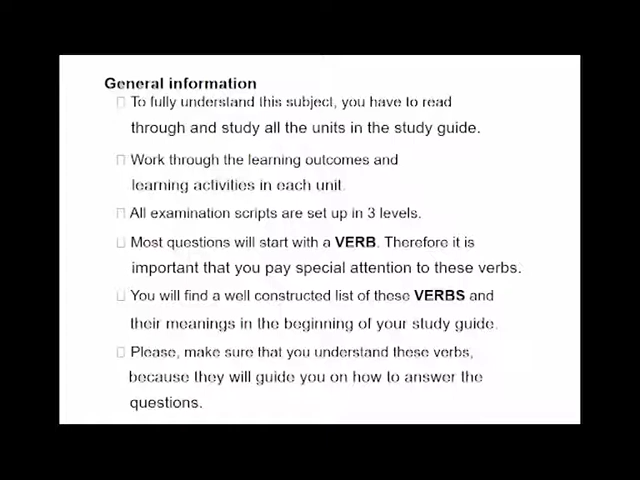 General information
To fully understand this subject, you have to read
through and study all the units in the study guide.
Work through the learning outcomes and
learning activities in each unit.
All examination scripts are set up in 3 levels.
Most questions will start with a VERB. Therefore it is
important that you pay special attention to these verbs.
You will find a well constructed list of these VERBS and
their meanings in the beginning of your study guide.
Please, make sure that you understand these verbs,
because they will guide you on how to answer the
questions.